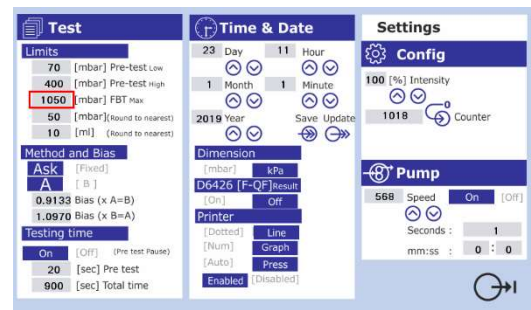 Test
Limits
70 [mbar] Pre-test Low
400 [mbar] Pre-test High
1050 [mbar] FBT Max
50 [mbar] (Round to nearest)
10 [ml] (Round to nearest)
Method and Bias
Ask [Fixed]
A [ B ]
0.9133 Bias (x A=B)
1.0970 Bias (x B=A)
Testing time
On [Off] (Pre test Pause)
20 [sec] Pre test
900 [sec] Total time
Time & Date
23 Day 11 Hour
1 Month 1 Minute
2019 Year Save Update
Dimension
[mbar] kPa
D6426 [F-QF] Result
[On] Off
Printer
[Dotted] Line
[Num] Graph
[Auto] Press
Enabled [Disabled]
Settings
Config
100 [%] Intensity
0
1018 Counter
Pump
568 Speed On [Off]
Seconds : 1
mm:ss : 0 : 0